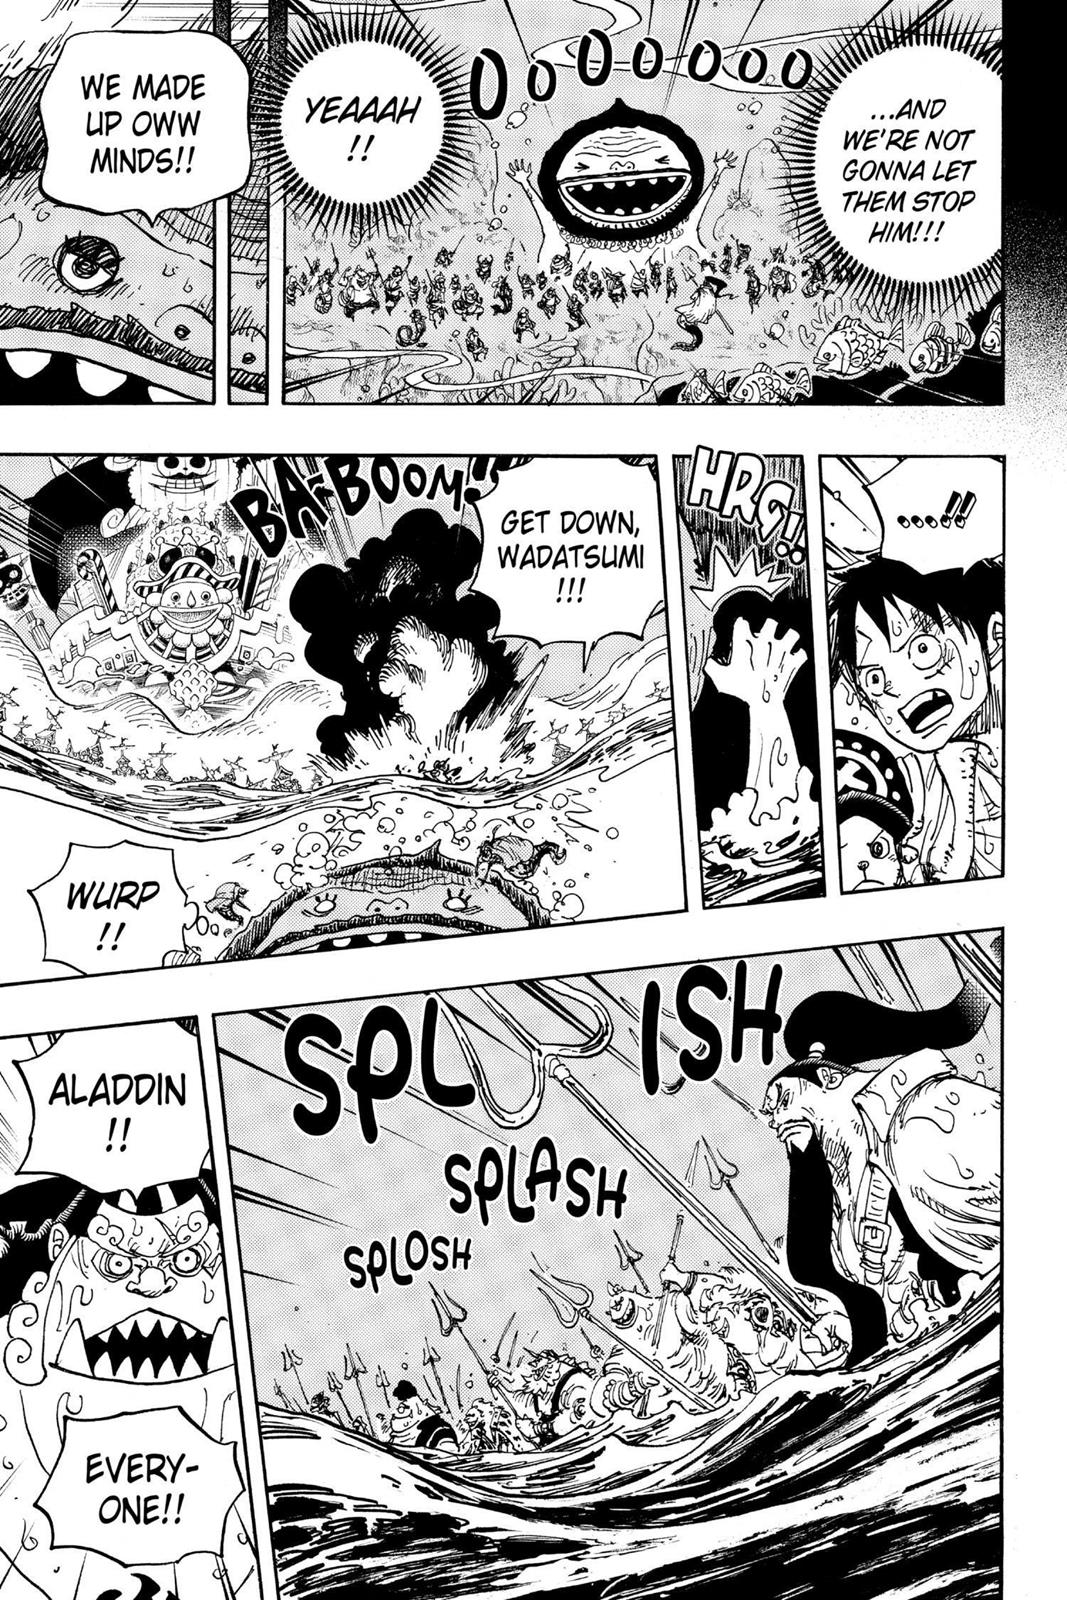 ...AND
WE'RE NOT
GONNA LET
THEM STOP
HIM!!!
OOOOOOOO
YEAAAH
!!
WE MADE
UP OWW
MINDS!!
....!!
HRG!!
GET DOWN,
WADATSUMI
!!!
BA-BOOM!!
WURP
!!
SPLISH
SPLASH
SPLOSH
ALADDIN
!!
EVERY-
ONE!!